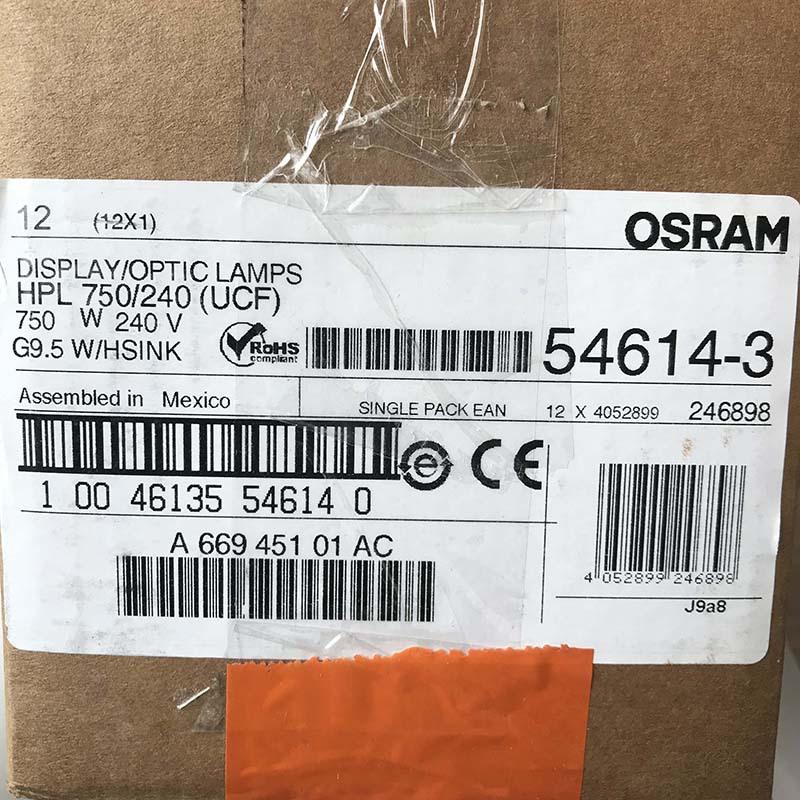 12 (12X1)
OSRAM
DISPLAY/OPTIC LAMPS
HPL 750/240 (UCF)
750 W 240 V
G9.5 W/HSINK
RoHS
compliant
54614-3
Assembled in Mexico
SINGLE PACK EAN 12 X 4052899 246898
e CE
1 00 46135 54614 0
A 669 451 01 AC
4 052899 246898
J9a8